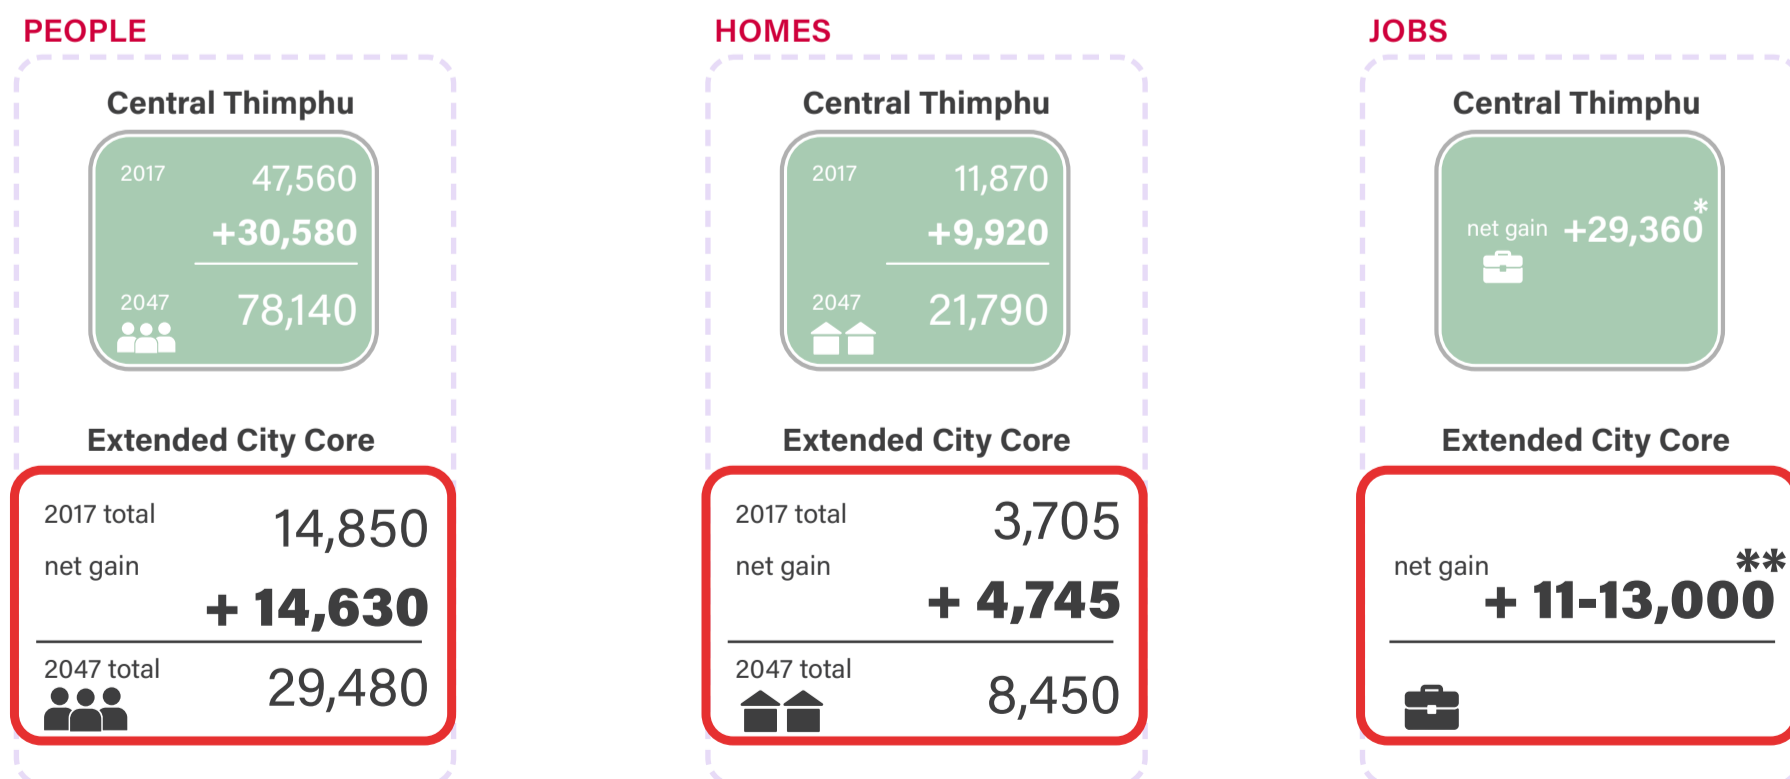 PEOPLE
Central Thimphu
2017 47,560
+30,580
2047 78,140
Extended City Core
2017 total 14,850
net gain
+ 14,630
2047 total 29,480
HOMES
Central Thimphu
2017 11,870
+9,920
2047 21,790
Extended City Core
2017 total 3,705
net gain
+ 4,745
2047 total 8,450
JOBS
Central Thimphu
net gain +29,360*
Extended City Core
net gain
+ 11-13,000**